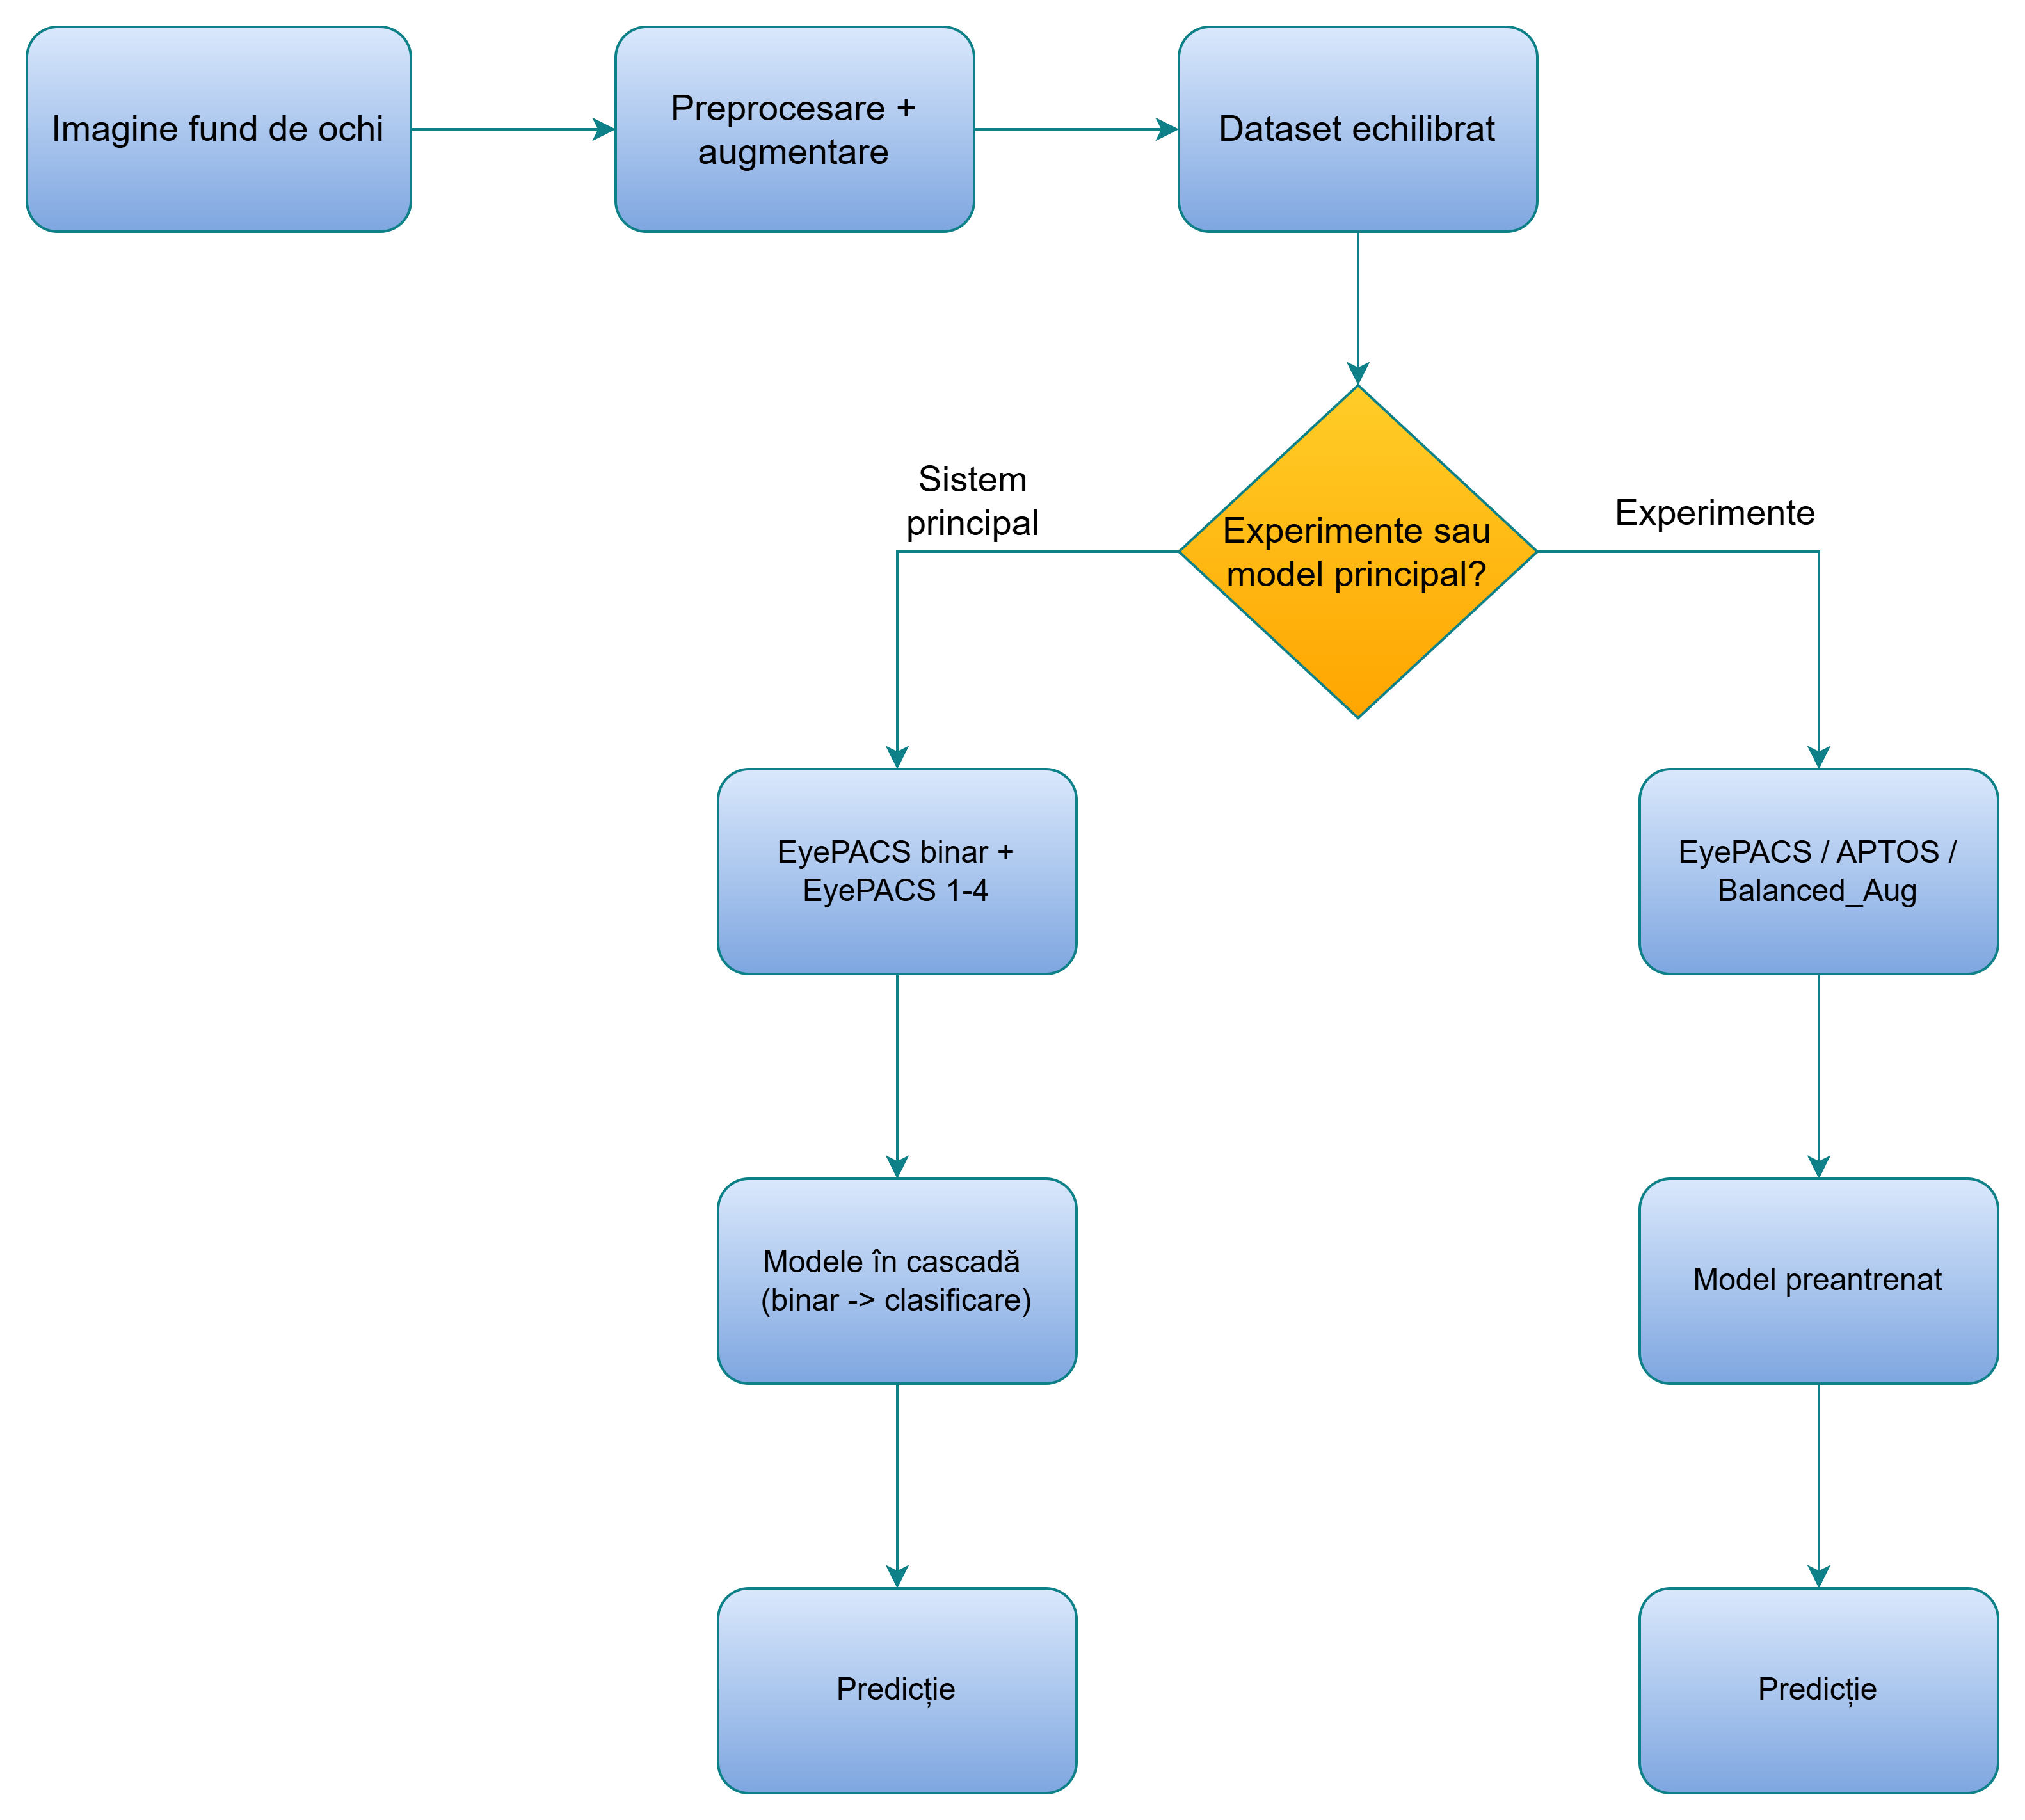 Imagine fund de ochi
Preprocesare +
augmentare
Dataset echilibrat
Experimente sau
model principal?
Sistem
principal
Experimente
EyePACS binar +
EyePACS 1-4
EyePACS / APTOS /
Balanced_Aug
Modele în cascadă
(binar -> clasificare)
Model preantrenat
Predicție
Predicție